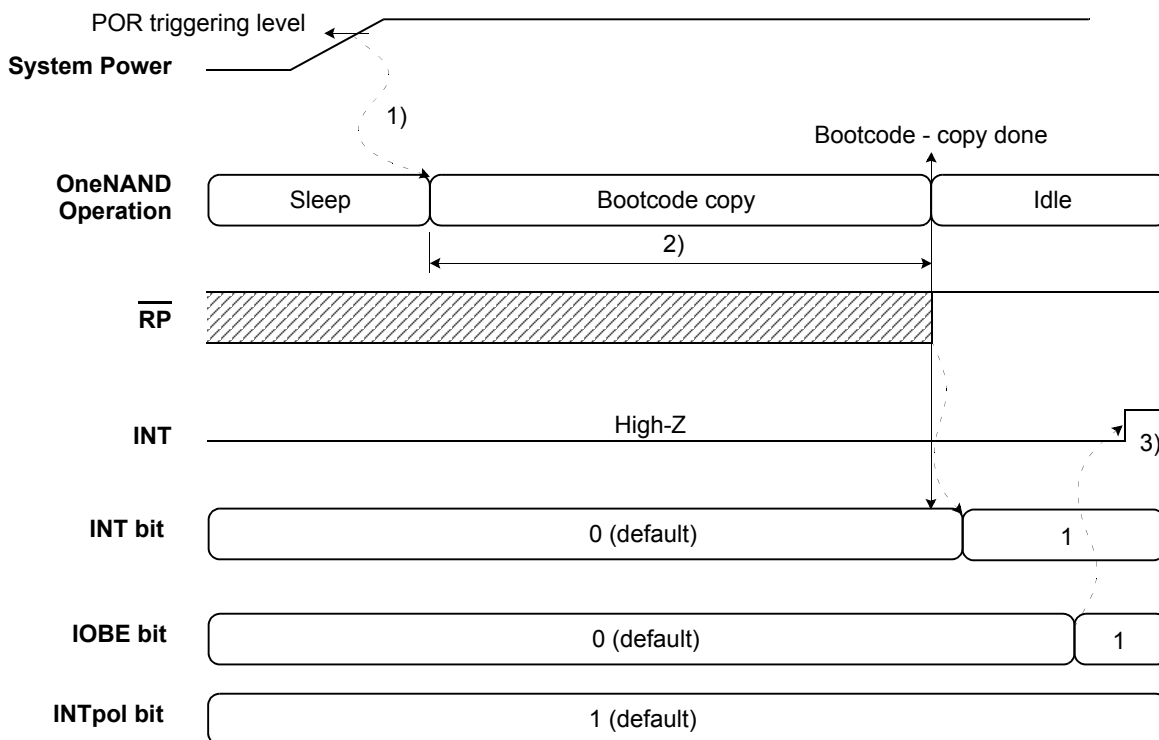 POR triggering level
System Power
1)
Bootcode - copy done
OneNAND
Operation
Sleep
Bootcode copy
Idle
2)
RP
High-Z
INT
3)
INT bit
0 (default)
1
IOBE bit
0 (default)
1
INTpol bit
1 (default)